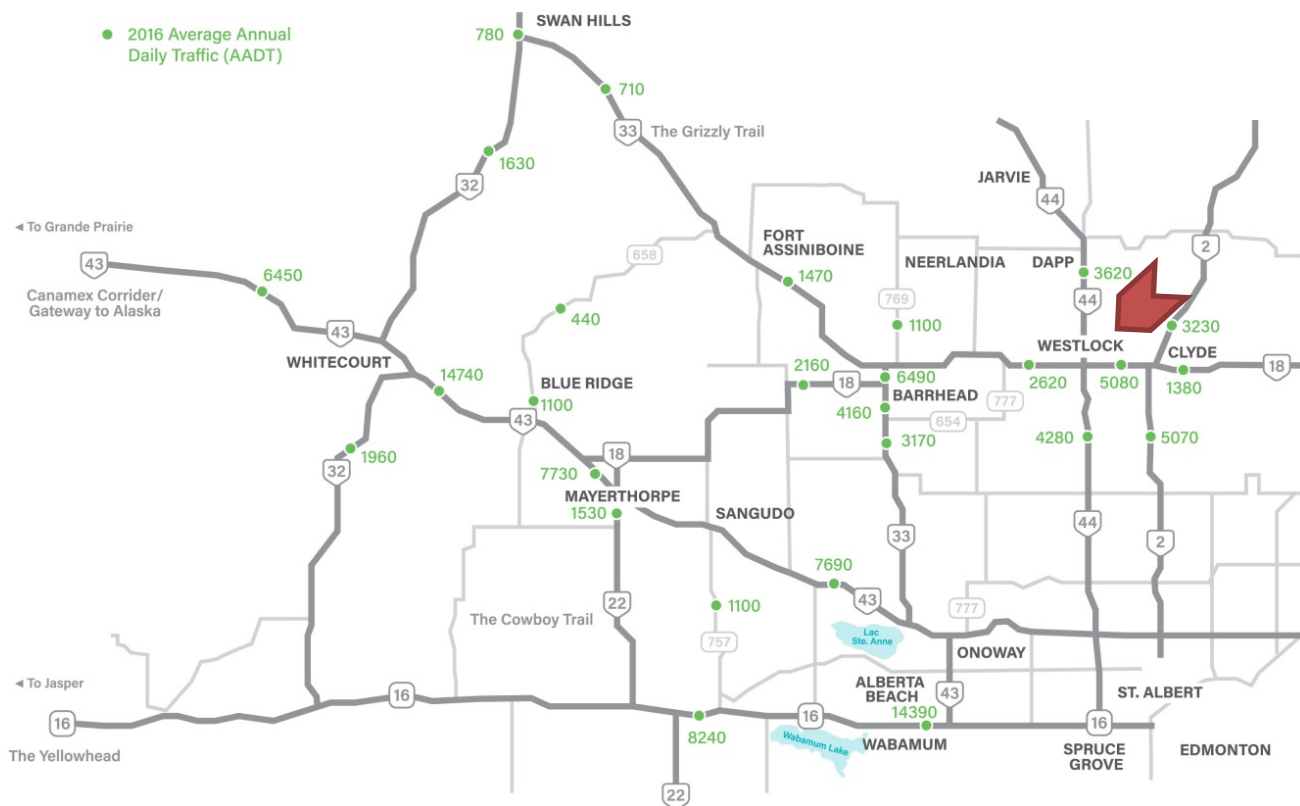 SWAN HILLS
2016 Average Annual
Daily Traffic (AADT)
780
710
33
The Grizzly Trail
1630
32
JARVIE
44
◄ To Grande Prairie
43
Canamex Corrider/
Gateway to Alaska
6450
43
WHITECOURT
658
440
FORT
ASSINIBOINE
1470
NEERLANDIA
769
1100
DAPP
3620
44
2
3230
WESTLOCK
CLYDE
18
14740
BLUE RIDGE
1100
43
2160
18
6490
BARRHEAD
4160
3170
777
654
2620
5080
1380
4280
5070
1960
32
18
7730
MAYERTHORPE
1530
SANGUDO
33
44
2
7690
43
The Cowboy Trail
22
1100
757
777
Lac
Ste. Anne
ONOWAY
◄ To Jasper
16
The Yellowhead
16
8240
22
16
Wabamum Lake
ALBERTA
BEACH
14390
43
WABAMUM
ST. ALBERT
16
SPRUCE
GROVE
EDMONTON